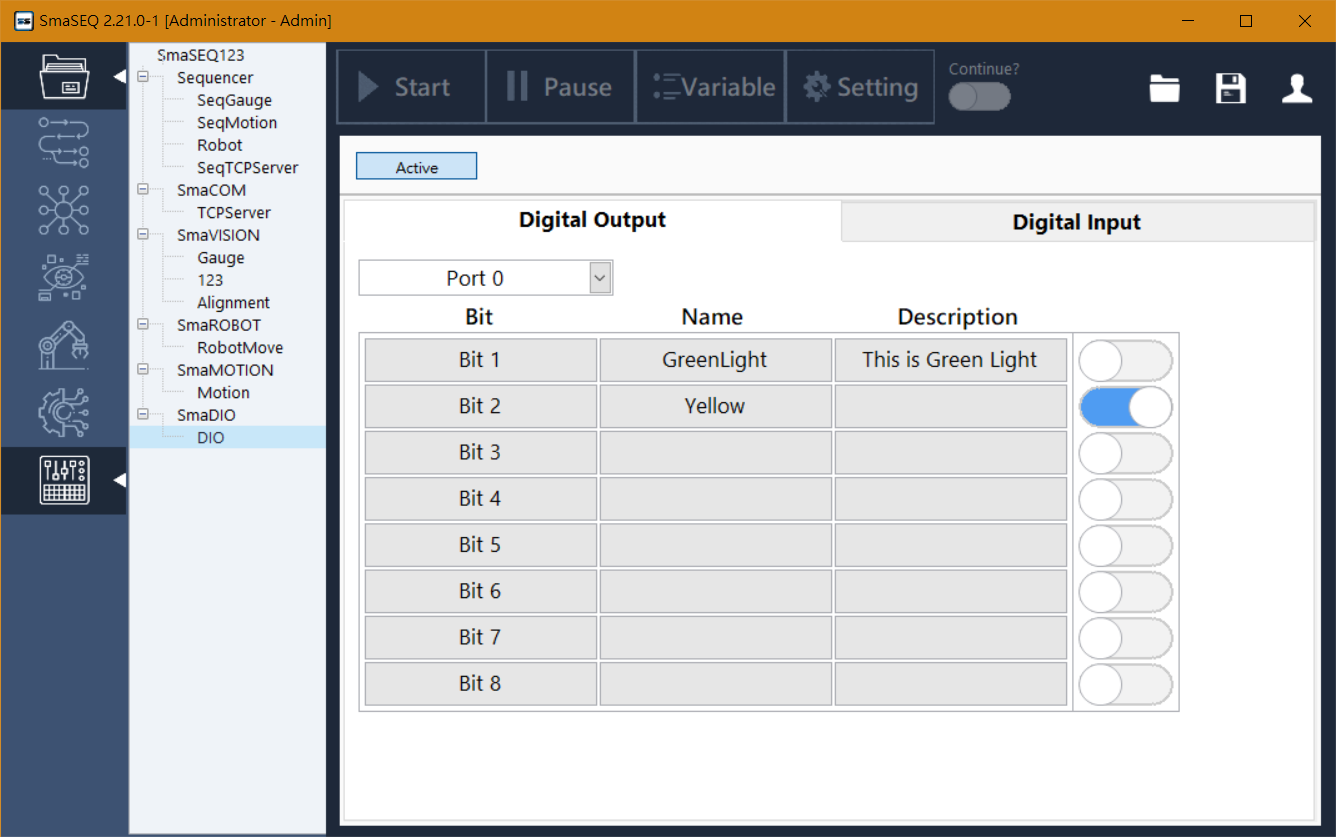 SmaSEQ 2.21.0-1 [Administrator - Admin]
SmaSEQ123
Sequencer
SeqGauge
SeqMotion
Robot
SeqTCPServer
SmaCOM
TCPServer
SmaVISION
Gauge
123
Alignment
SmaROBOT
RobotMove
SmaMOTION
Motion
SmaDIO
DIO
Start Pause Variable Setting
Continue?
Active
Digital Output Digital Input
Port 0
Bit Name Description
Bit 1 GreenLight This is Green Light
Bit 2 Yellow
Bit 3
Bit 4
Bit 5
Bit 6
Bit 7
Bit 8